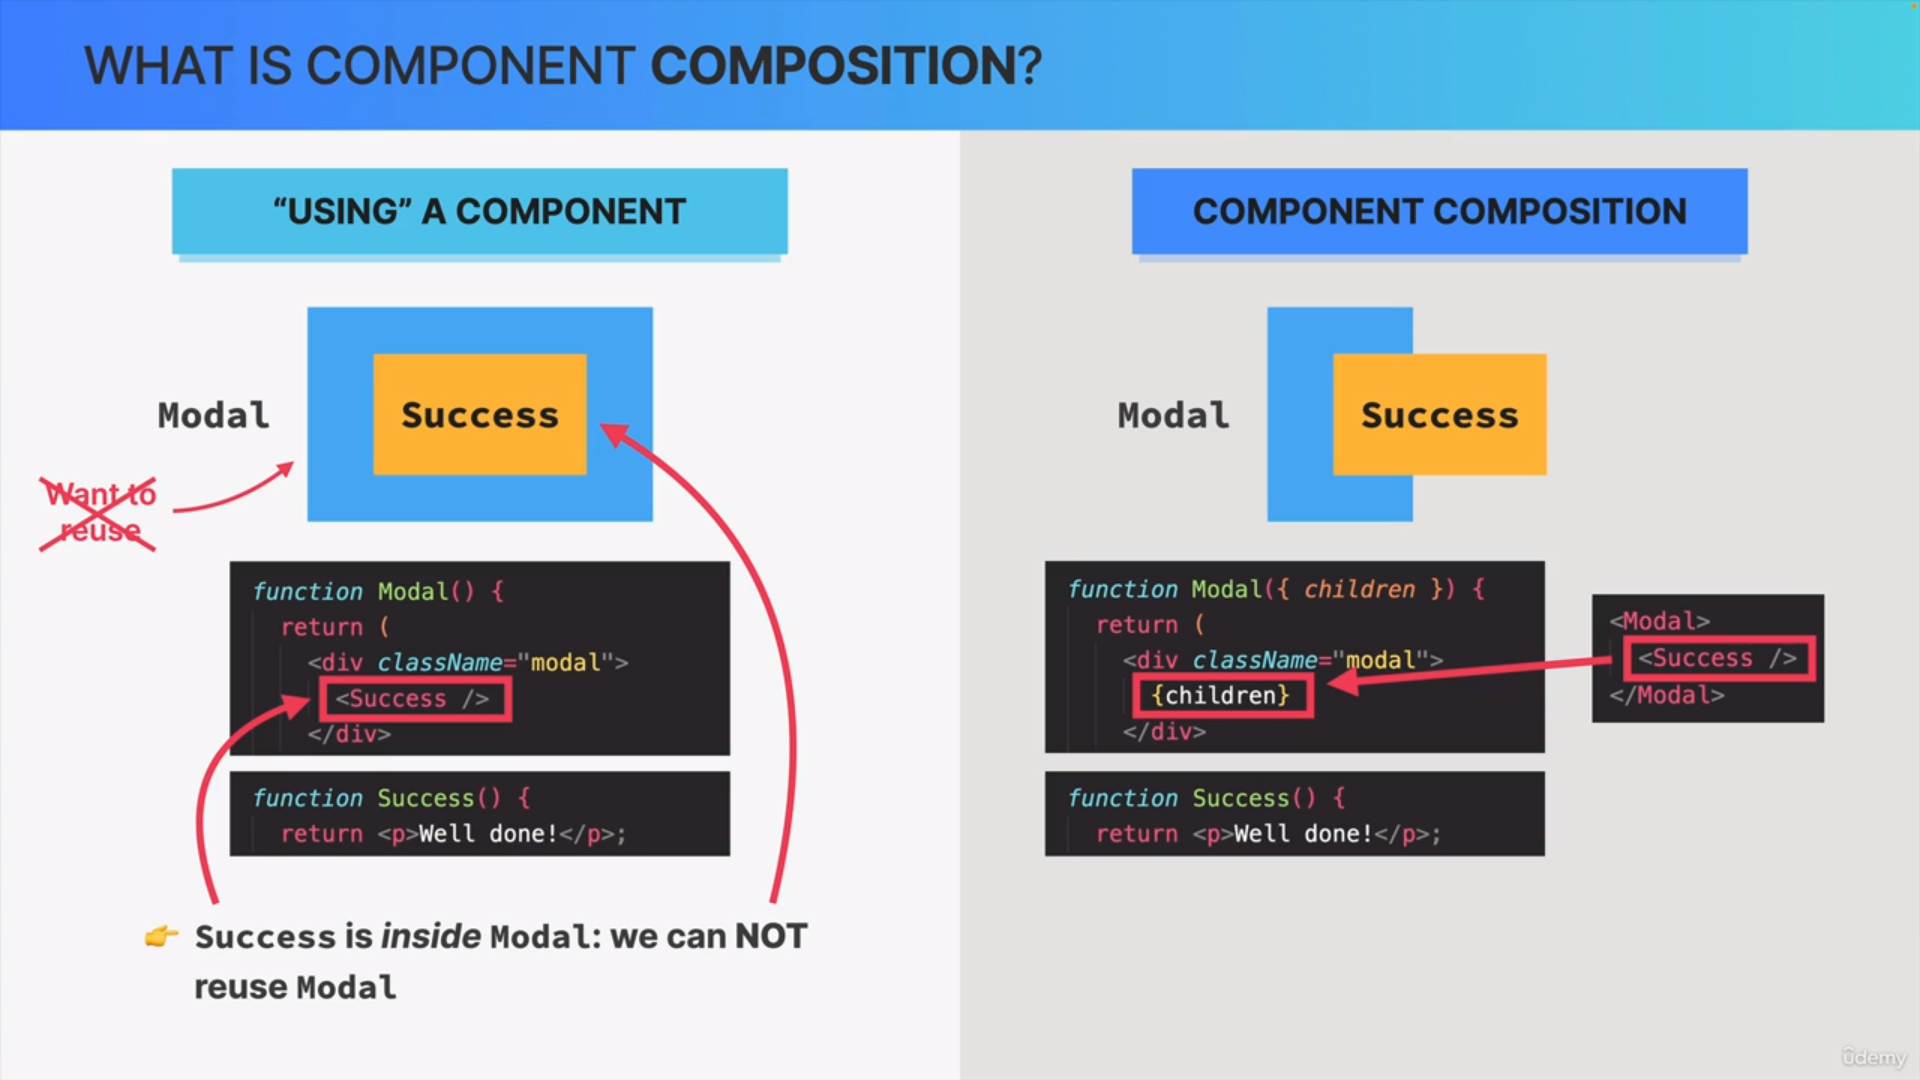 WHAT IS COMPONENT COMPOSITION?
“USING” A COMPONENT
Modal
Success
Want to
reuse
function Modal() {
return (
<div className="modal">
<Success />
</div>
function Success() {
return <p>Well done!</p>;
👉 Success is inside Modal: we can NOT
reuse Modal
COMPONENT COMPOSITION
Modal
Success
function Modal({ children }) {
return (
<div className="modal">
{children}
</div>
<Modal>
<Success />
</Modal>
function Success() {
return <p>Well done!</p>;
ûdemy